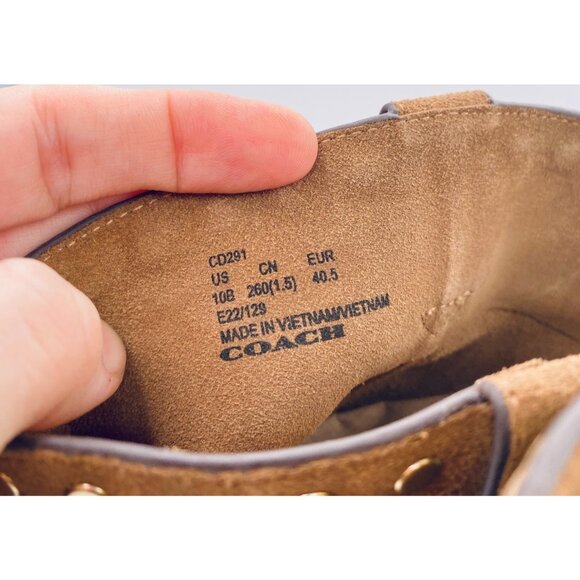 CD291
US CN EUR
10B 260(1.5) 40.5
E22/129
MADE IN VIETNAM/VIETNAM
COACH